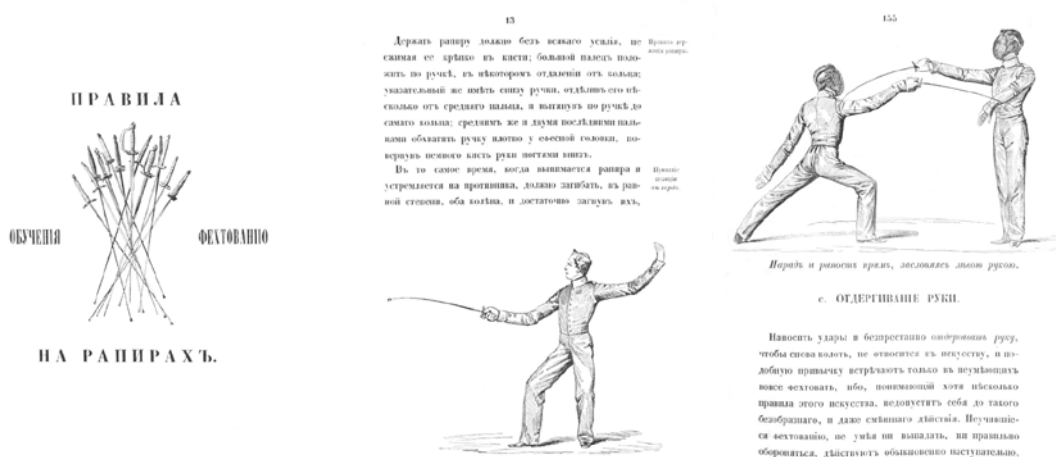 ПРАВИЛА
ОБУЧЕНІЯ
ФЕХТОВАНІЮ
НА РАПИРАХЪ.
13
Держать рапиру должно безъ всякаго усилія, не
сжимая ее крѣпко въ кисти; большой палецъ поло-
жить по ручкѣ, въ нѣкоторомъ отдаленіи отъ кольца;
указательный же имѣть снизу ручки, отдѣливъ его нѣ-
сколько отъ средняго пальца, и вытянувъ по ручкѣ до
самаго кольца; среднимъ же и двумя послѣдними паль-
цами обхватить ручку плотно у эфесной головки, по-
вернувъ немного кисть руки ногтями внизъ.
Въ то самое время, когда вынимается рапира и
устремляется на противника, должно загибать, въ рав-
ной степени, оба колѣна, и достаточно загнувъ ихъ,
155
Парадъ и рипостъ прямъ, заслоняясь лѣвою рукою.
с. ОТДЕРГИВАНІЕ РУКИ.
Наносить удары и безпрестанно отдергивать руку,
чтобы снова колоть, не относится къ искусству, и по-
добную привычку встрѣчаютъ только въ неумѣющихъ
вовсе фехтовать, ибо, понимающій хотя нѣсколько
правила этого искусства, недопуститъ себя до такого
безобразнаго, и даже смѣшнаго дѣйствія. Неучившіе-
ся фехтованію, не умѣя ни выпадать, ни правильно
обороняться, дѣйствуютъ обыкновенно наступательно,